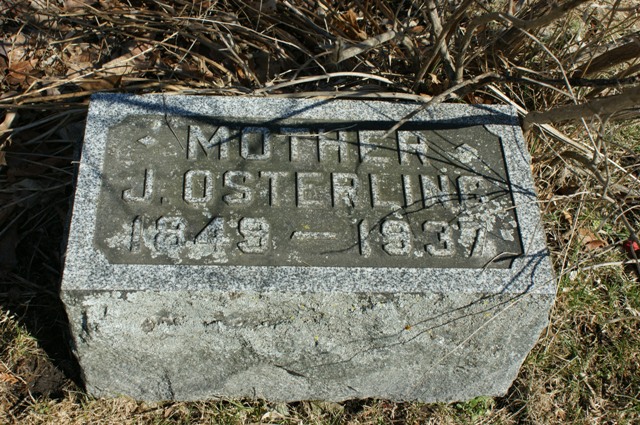 MOTHER
J. OSTERLING
1849 – 1937